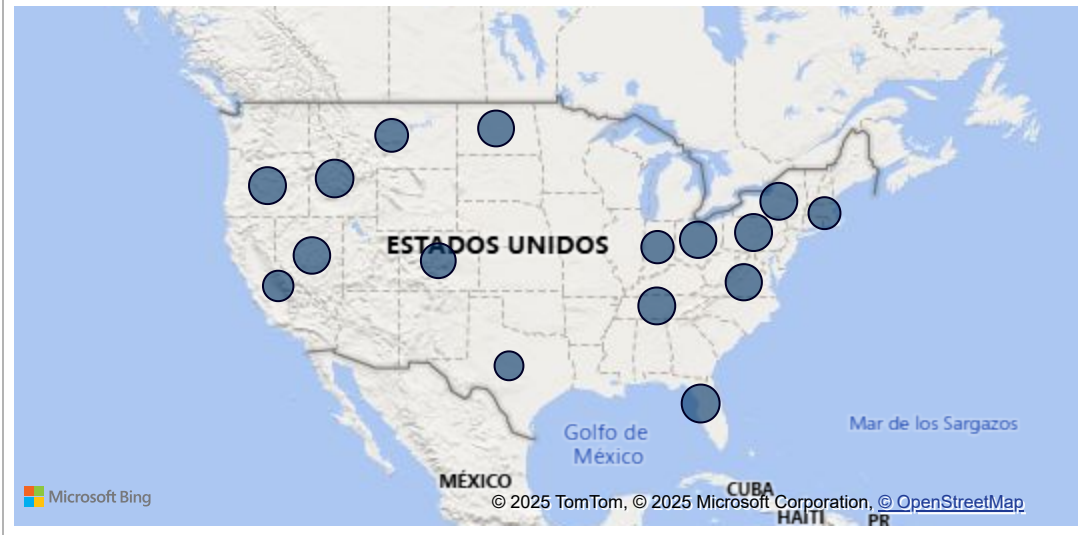 ESTADOS UNIDOS
Golfo de
México
Mar de los Sargazos
MÉXICO
CUBA
HAITÍ
PR
Microsoft Bing
© 2025 TomTom, © 2025 Microsoft Corporation, © OpenStreetMap